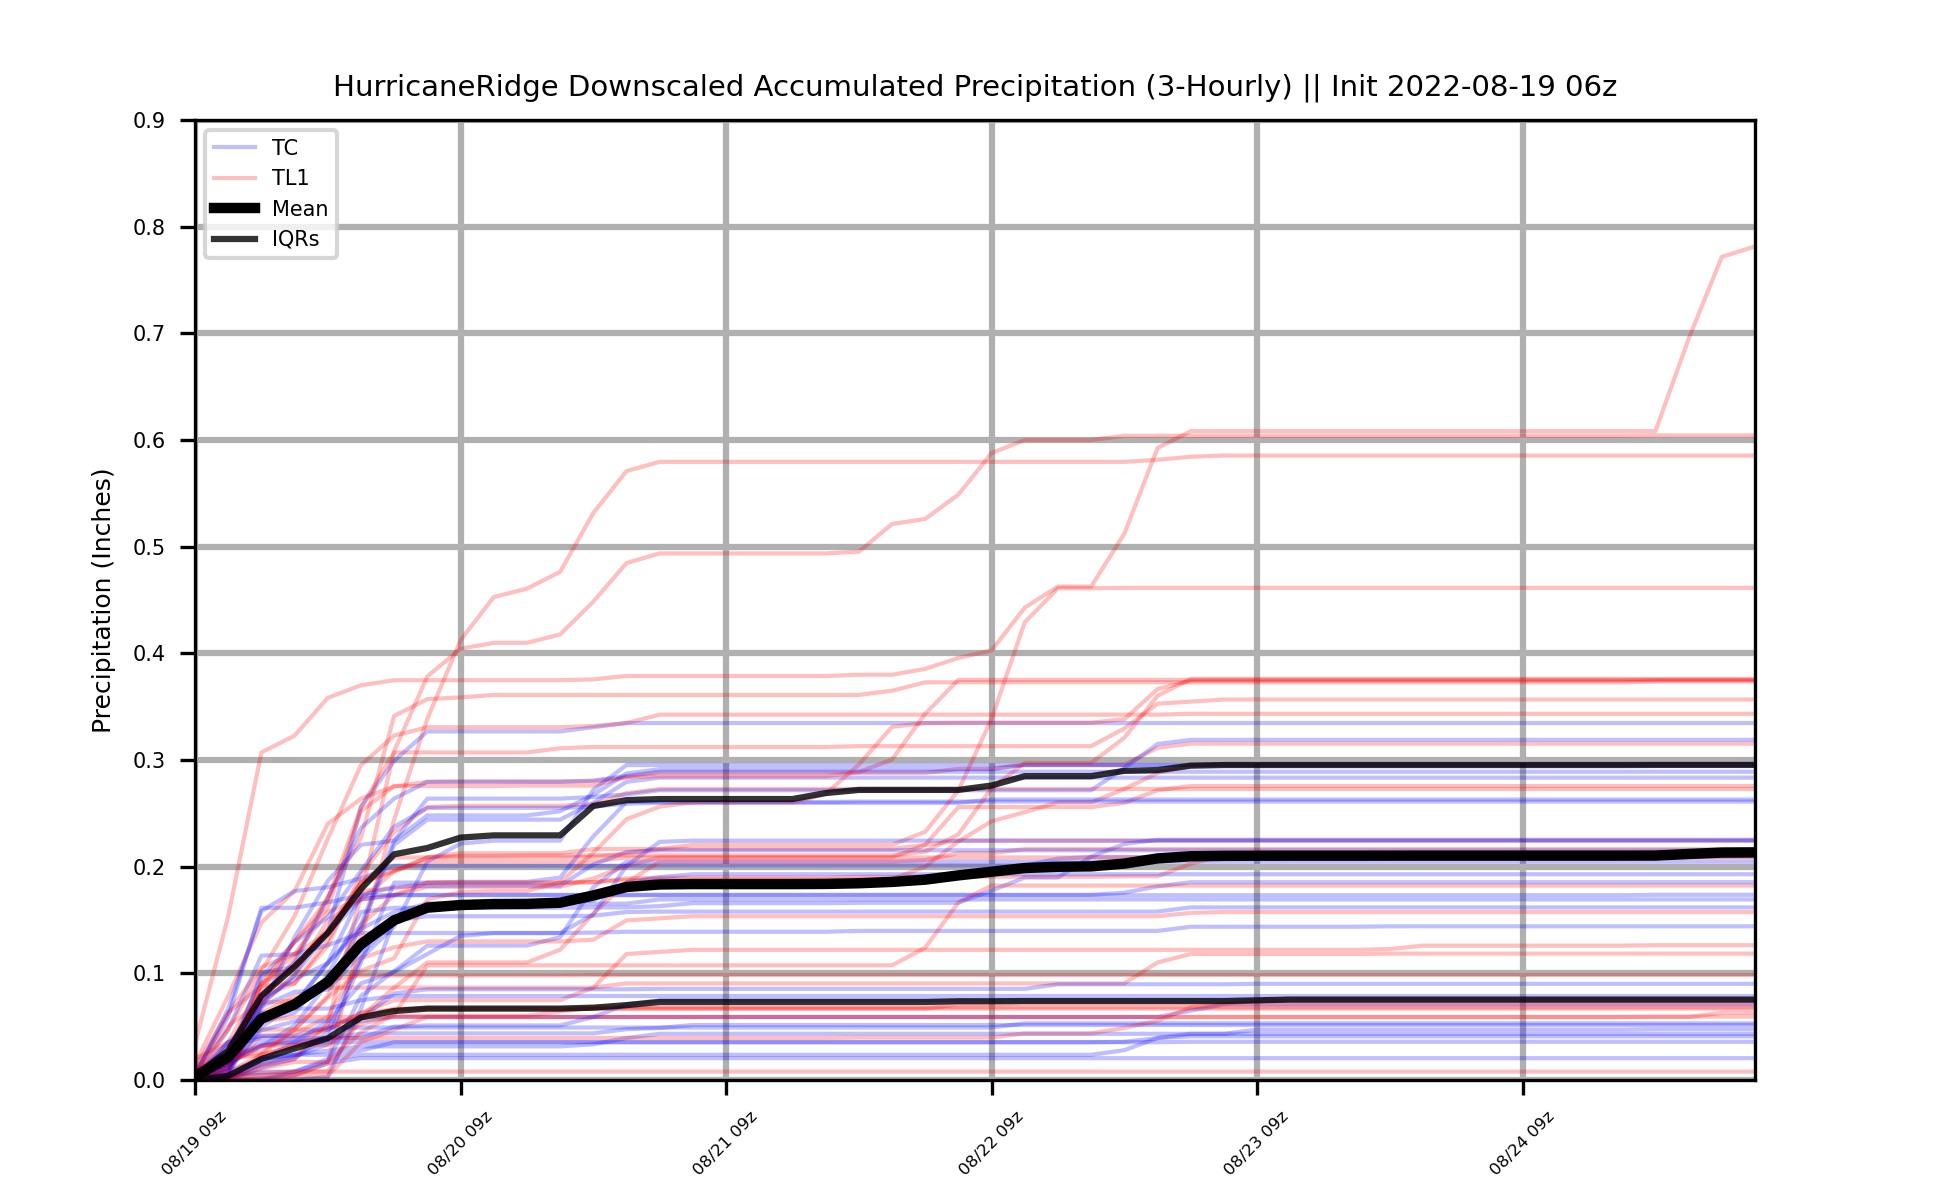 HurricaneRidge Downscaled Accumulated Precipitation (3-Hourly) || Init 2022-08-19 06z
TC
TL1
Mean
IQRs
Precipitation (Inches)
0.9
0.8
0.7
0.6
0.5
0.4
0.3
0.2
0.1
0.0
08/19 09z
08/20 09z
08/21 09z
08/22 09z
08/23 09z
08/24 09z